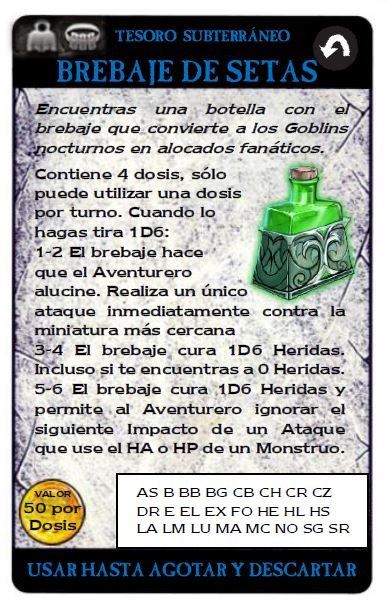 TESORO SUBTERRÁNEO
BREBAJE DE SETAS
Encuentras una botella con el
brebaje que convierte a los Goblins
nocturnos en alocados fanáticos.
Contiene 4 dosis, sólo
puede utilizar una dosis
por turno. Cuando lo
hagas tira 1D6:
1-2 El brebaje hace
que el Aventurero
alucine. Realiza un único
ataque inmediatamente contra la
miniatura más cercana
3-4 El brebaje cura 1D6 Heridas.
Incluso si te encuentras a 0 Heridas.
5-6 El brebaje cura 1D6 Heridas y
permite al Aventurero ignorar el
siguiente Impacto de un Ataque
que use el HA o HP de un Monstruo.
VALOR
50 por
Dosis
AS B BB BG CB CH CR CZ
DR E EL EX FO HE HL HS
LA LM LU MA MC NO SG SR
USAR HASTA AGOTAR Y DESCARTAR